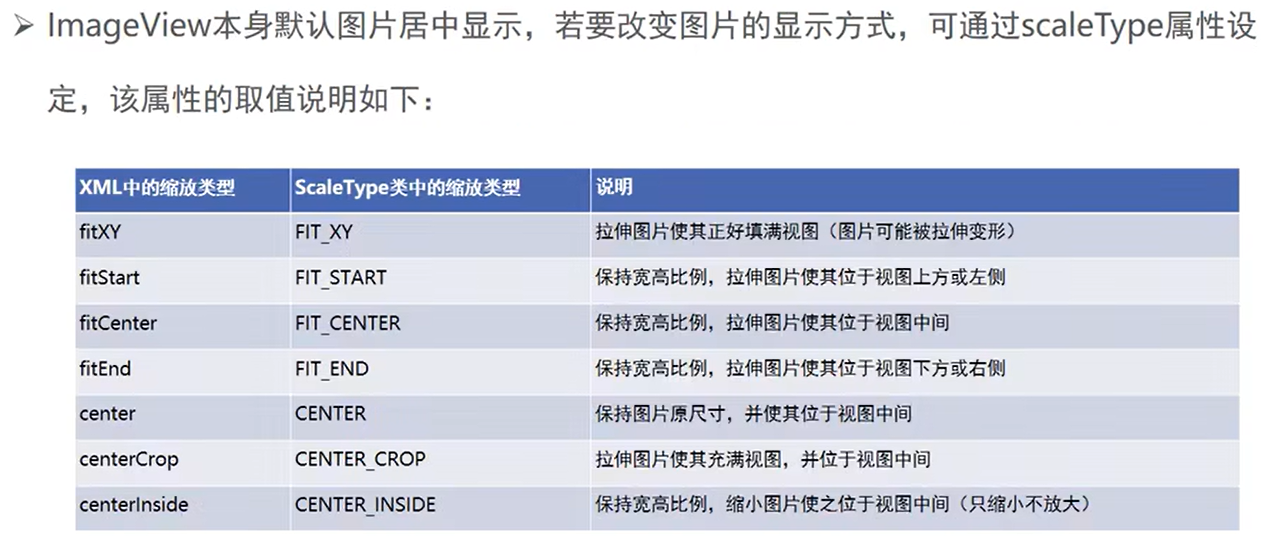 ➢ ImageView本身默认图片居中显示，若要改变图片的显示方式，可通过scaleType属性设
定，该属性的取值说明如下：
XML中的缩放类型 ScaleType类中的缩放类型 说明
fitXY FIT_XY 拉伸图片使其正好填满视图（图片可能被拉伸变形）
fitStart FIT_START 保持宽高比例，拉伸图片使其位于视图上方或左侧
fitCenter FIT_CENTER 保持宽高比例，拉伸图片使其位于视图中间
fitEnd FIT_END 保持宽高比例，拉伸图片使其位于视图下方或右侧
center CENTER 保持图片原尺寸，并使其位于视图中间
centerCrop CENTER_CROP 拉伸图片使其充满视图，并位于视图中间
centerInside CENTER_INSIDE 保持宽高比例，缩小图片使之位于视图中间（只缩小不放大）